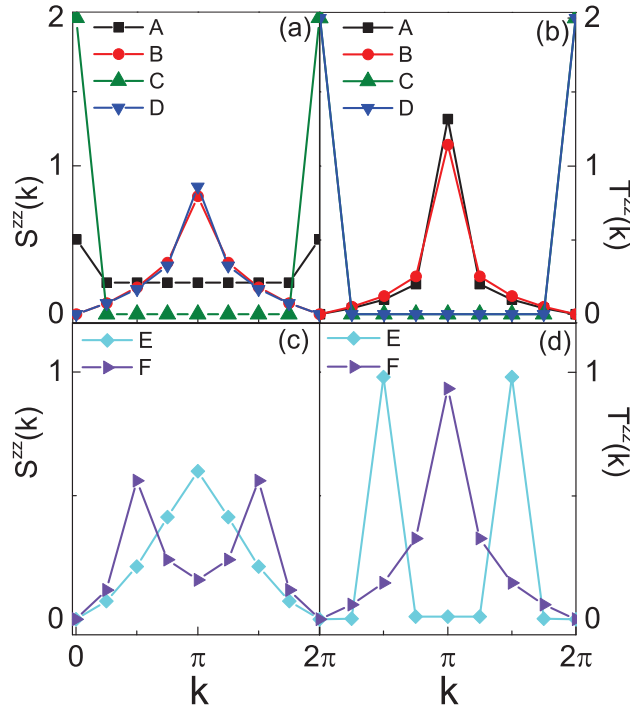 2 (a) (b) 2
A A
B B
C C
D D
S^zz(k) 1 1 T^zz(k)
0 0
E (c) E (d)
F F
S^zz(k) 1 1 T^zz(k)
0 0
0 π 2π π 2π
k k